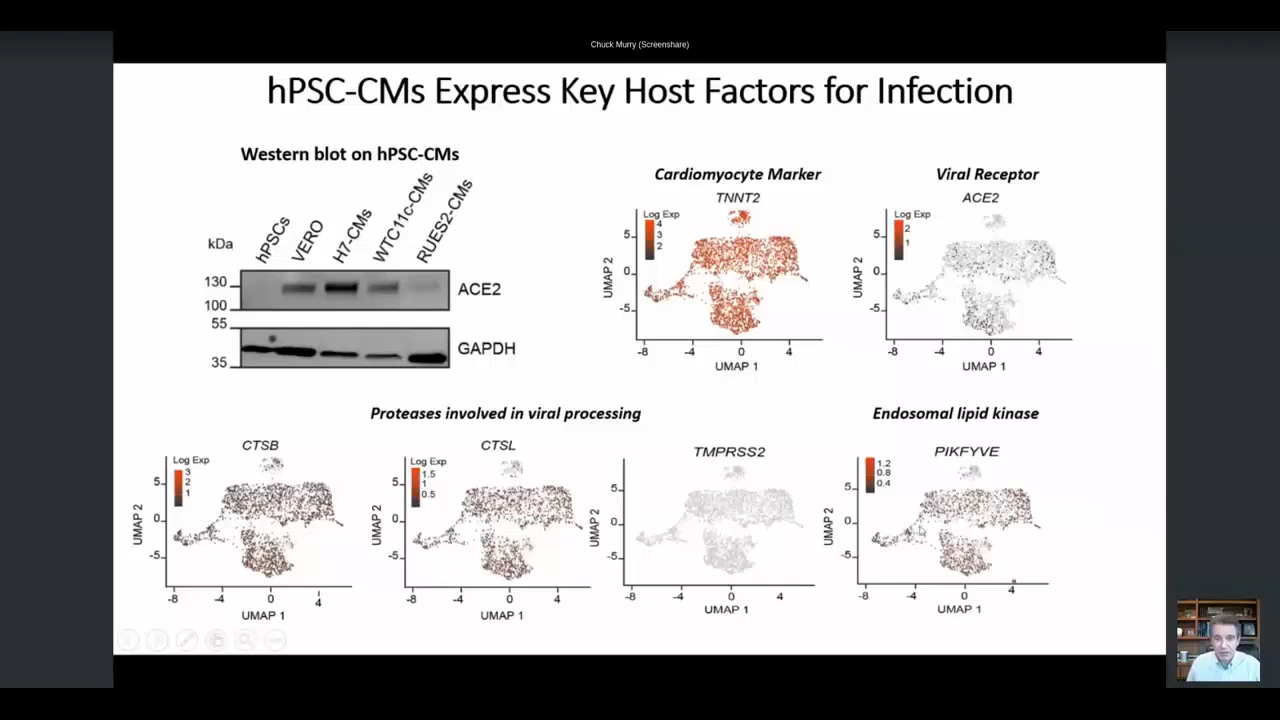 Chuck Murry (Screenshare)
hPSC-CMs Express Key Host Factors for Infection
Western blot on hPSC-CMs
hPSCs
VERO
H7-CMs
WTC11c-CMs
RUES2-CMs
kDa
130
100
ACE2
55
35
GAPDH
Cardiomyocyte Marker
TNNT2
Log Exp
4
3
2
UMAP 2
5
0
-5
-8 -4 0 4
UMAP 1
Viral Receptor
ACE2
Log Exp
2
1
UMAP 2
5
0
-5
-8 -4 0 4
UMAP 1
Proteases involved in viral processing
CTSB
Log Exp
3
2
1
UMAP 2
5
0
-5
-8 -4 0 4
UMAP 1
CTSL
Log Exp
1.5
1
0.5
UMAP 2
5
0
-5
-8 -4 0 4
UMAP 1
TMPRSS2
UMAP 2
5
0
-5
-8 -4 0 4
UMAP 1
Endosomal lipid kinase
PIKFYVE
1.2
0.8
0.4
UMAP 2
5
0
-5
-8 -4 0 4
UMAP 1